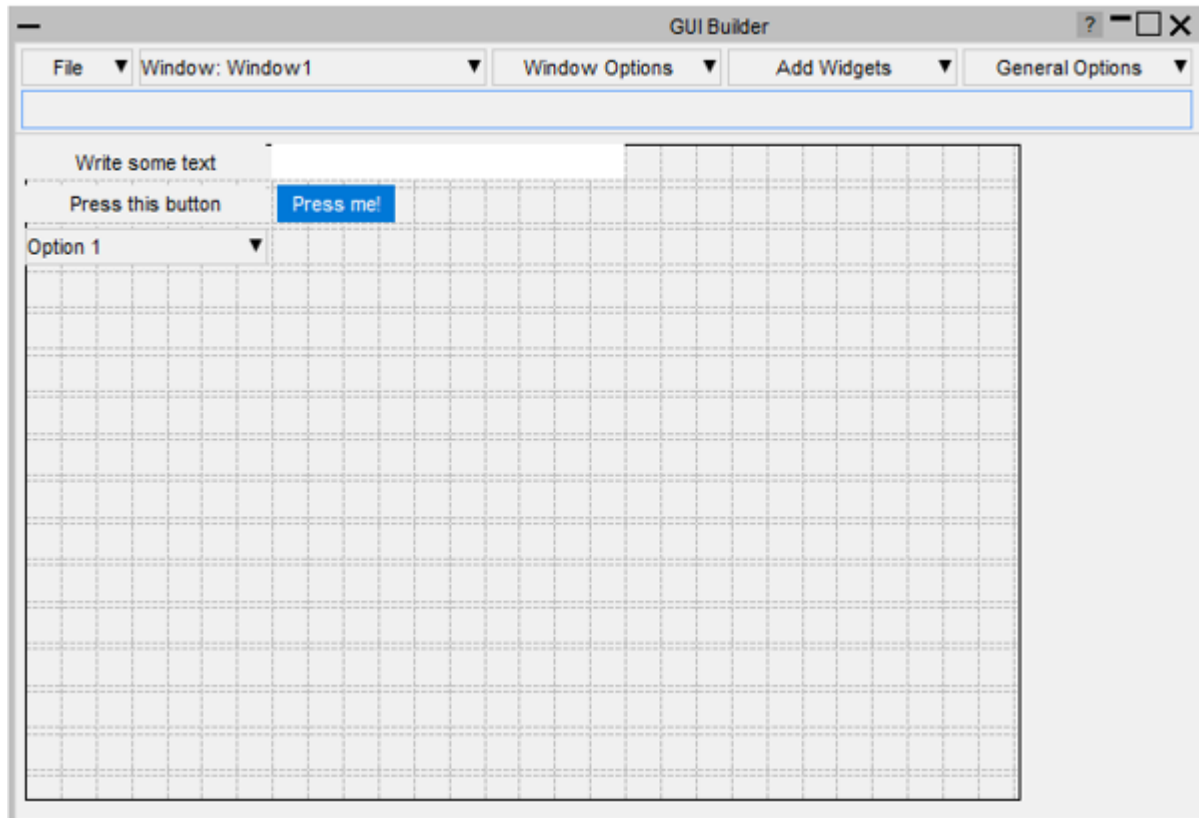 GUI Builder ?
File Window: Window1 Window Options Add Widgets General Options
Write some text
Press this button Press me!
Option 1